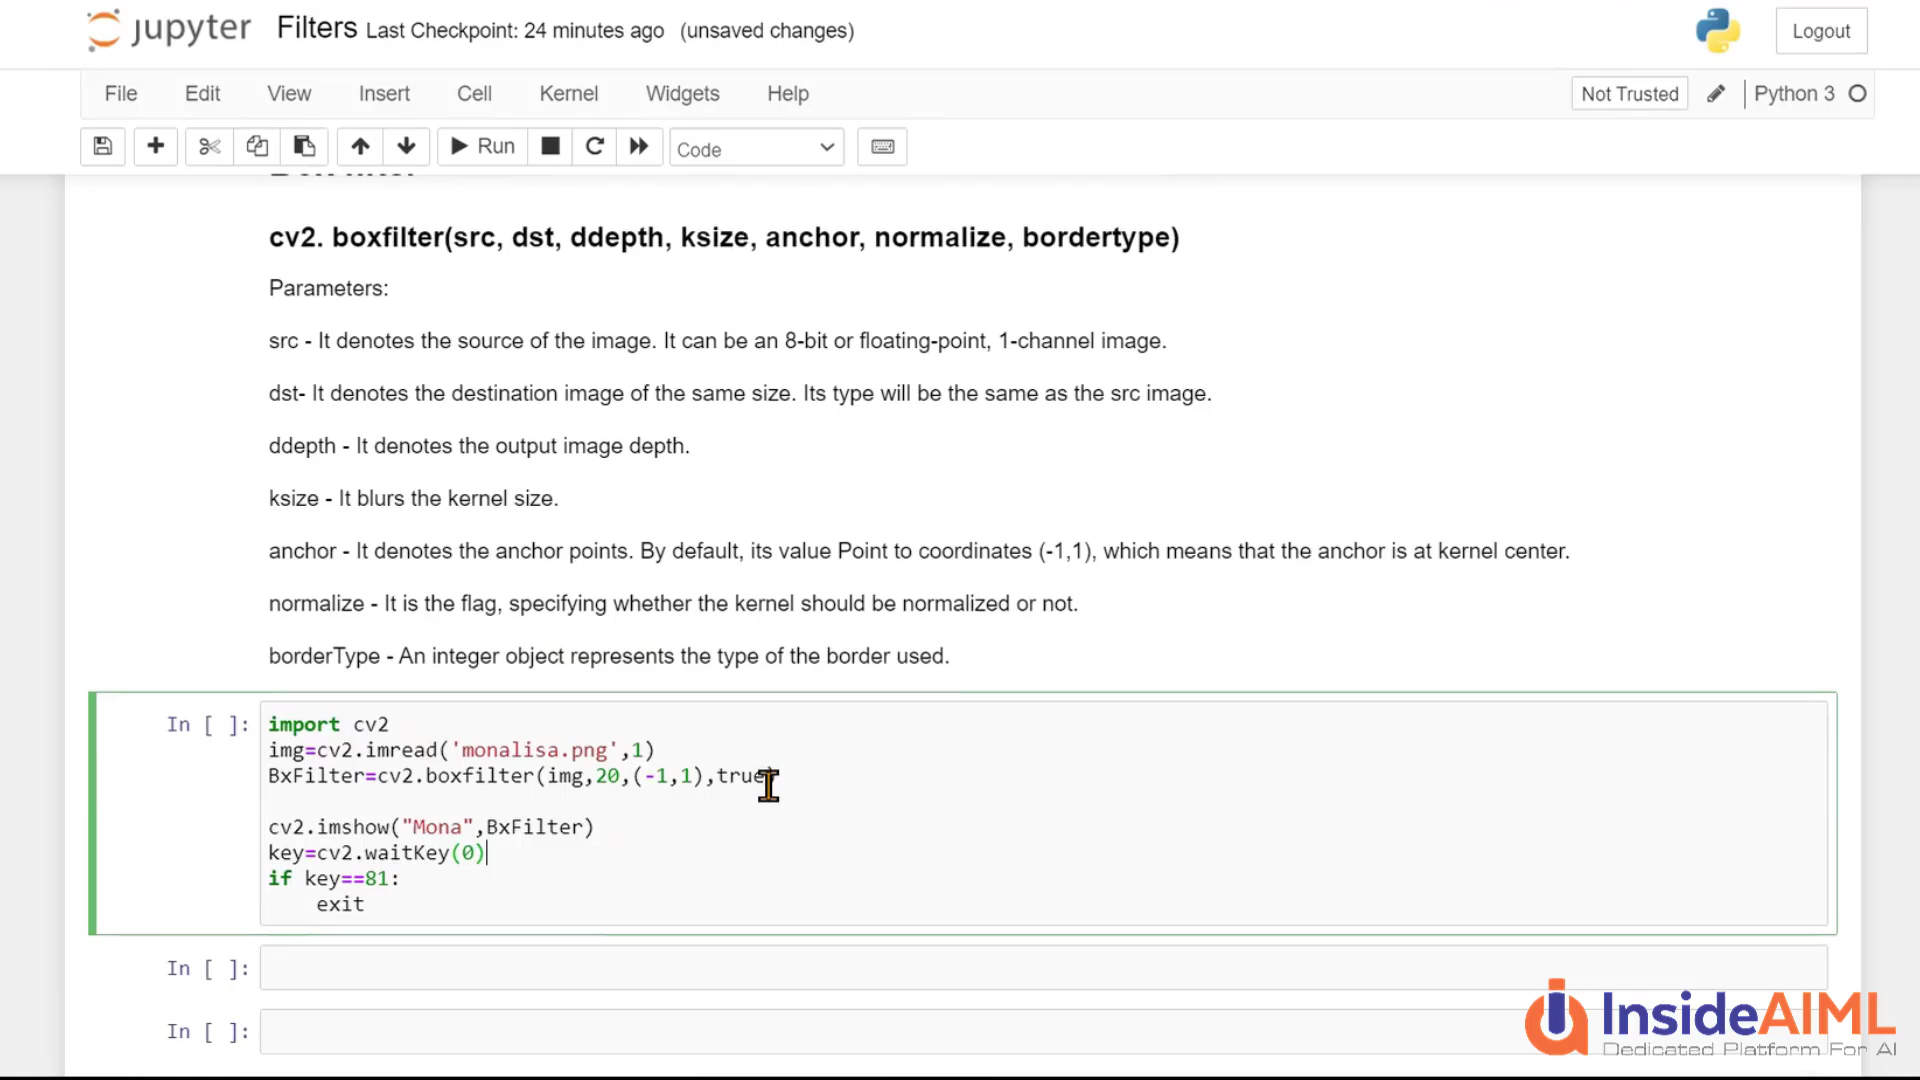 jupyter Filters Last Checkpoint: 24 minutes ago (unsaved changes) Logout
File Edit View Insert Cell Kernel Widgets Help Not Trusted Python 3
Run Code
Box filter
cv2. boxfilter(src, dst, ddepth, ksize, anchor, normalize, bordertype)
Parameters:
src - It denotes the source of the image. It can be an 8-bit or floating-point, 1-channel image.
dst- It denotes the destination image of the same size. Its type will be the same as the src image.
ddepth - It denotes the output image depth.
ksize - It blurs the kernel size.
anchor - It denotes the anchor points. By default, its value Point to coordinates (-1,1), which means that the anchor is at kernel center.
normalize - It is the flag, specifying whether the kernel should be normalized or not.
borderType - An integer object represents the type of the border used.
In [ ]: import cv2
img=cv2.imread('monalisa.png',1)
BxFilter=cv2.boxfilter(img,20,(-1,1),true)
cv2.imshow("Mona",BxFilter)
key=cv2.waitKey(0)
if key==81:
exit
In [ ]:
In [ ]:
InsideAIML
Dedicated Platform For AI